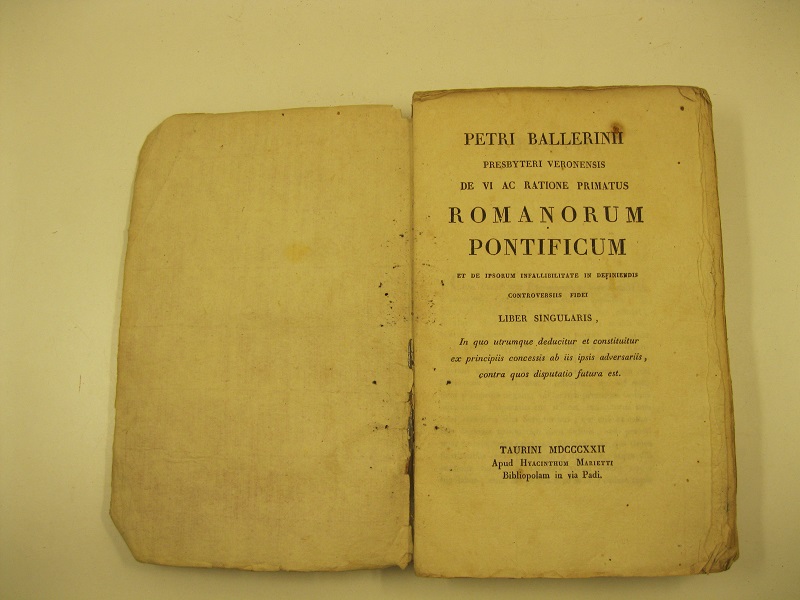 PETRI BALLERINII
PRESBYTERI VERONENSIS
DE VI AC RATIONE PRIMATUS
ROMANORUM
PONTIFICUM
ET DE IPSORUM INFALLIBILITATE IN DEFINIENDIS
CONTROVERSIIS FIDEI
LIBER SINGULARIS,
In quo utrumque deducitur et constituitur
ex principiis concessis ab iis ipsis adversariis,
contra quos disputatio futura est.
TAURINI MDCCCXXII
Apud HYACINTHUM MARIETTI
Bibliopolam in via Padi.